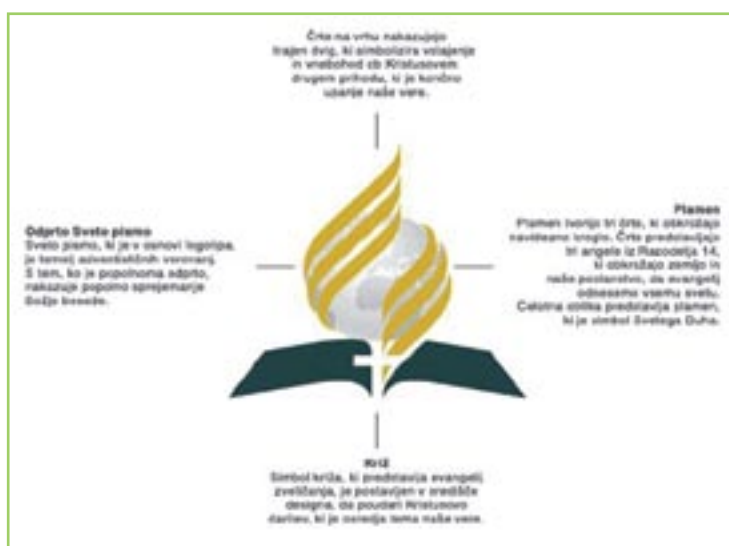 Črte na vrhu nakazujejo
trajen dvig, ki simbolizira vstajenje
in vnebohod ob Kristusovem
drugem prihodu, ki je končno
upanje naše vere.
Odprto Sveto pismo
Sveto pismo, ki je v osnovi logotipa,
je temelj adventističnih verovanj.
S tem, ko je popolnoma odprto,
nakazuje popolno sprejemanje
Božje besede.
Plamen
Plamen tvorijo tri črte, ki obkrožajo
navidezno kroglo. Črte predstavljajo
tri angele iz Razodetja 14,
ki obkrožajo zemljo in
naše poslanstvo, da evangelij
odnesemo vsemu svetu.
Celotna oblika predstavlja plamen,
ki je simbol Svetega Duha.
Križ
Simbol križa, ki predstavlja evangelij
zveličanja, je postavljen v središče
designa, da poudari Kristusovo
daritev, ki je osrednja tema naše vere.